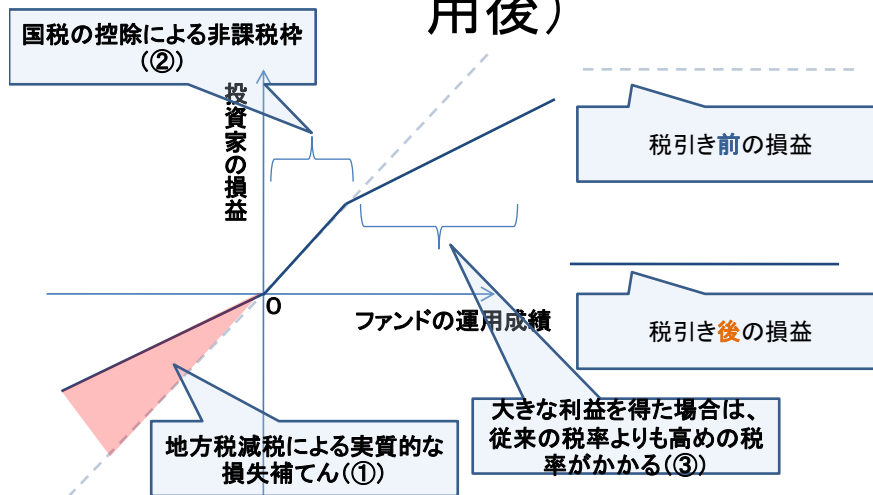 用後）
国税の控除による非課税枠
（②）
投資家の損益
税引き前の損益
O
ファンドの運用成績
税引き後の損益
大きな利益を得た場合は、
従来の税率よりも高めの税
率がかかる（③）
地方税減税による実質的な
損失補てん（①）